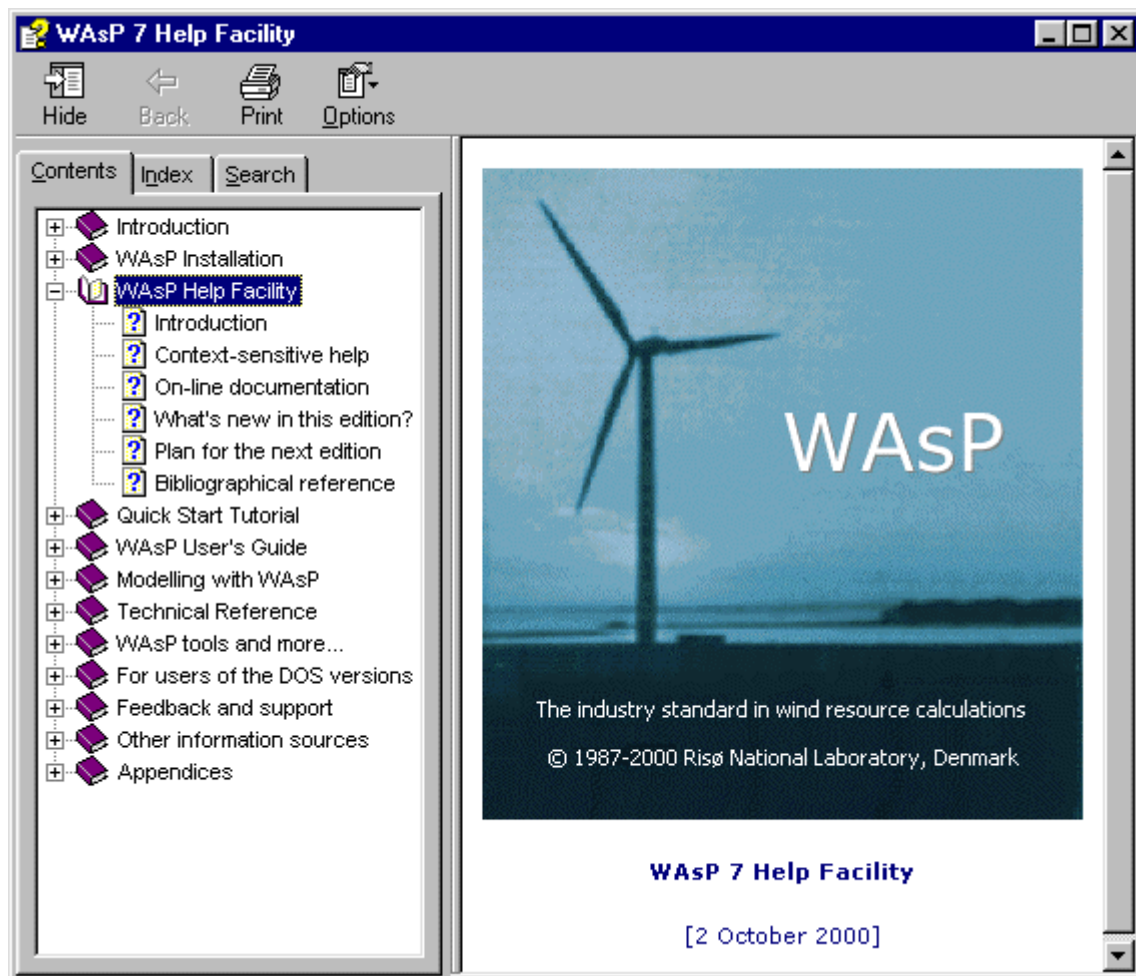 WAsP 7 Help Facility
Hide
Back
Print
Options
Contents
Index
Search
Introduction
WAsP Installation
WAsP Help Facility
Introduction
Context-sensitive help
On-line documentation
What's new in this edition?
Plan for the next edition
Bibliographical reference
Quick Start Tutorial
WAsP User's Guide
Modelling with WAsP
Technical Reference
WAsP tools and more...
For users of the DOS versions
Feedback and support
Other information sources
Appendices
WAsP
The industry standard in wind resource calculations
© 1987-2000 Risø National Laboratory, Denmark
WAsP 7 Help Facility
[2 October 2000]